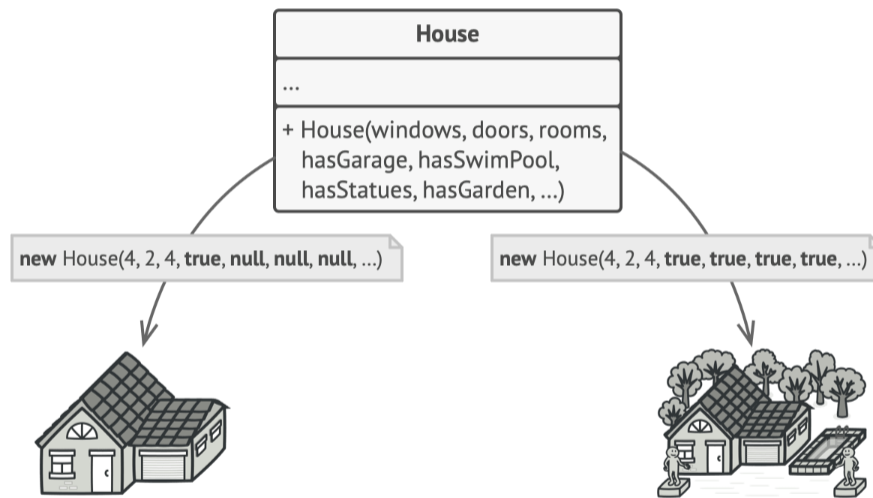 House
...
+ House(windows, doors, rooms,
hasGarage, hasSwimPool,
hasStatues, hasGarden, ...)
new House(4, 2, 4, true, null, null, null, ...)
new House(4, 2, 4, true, true, true, true, ...)